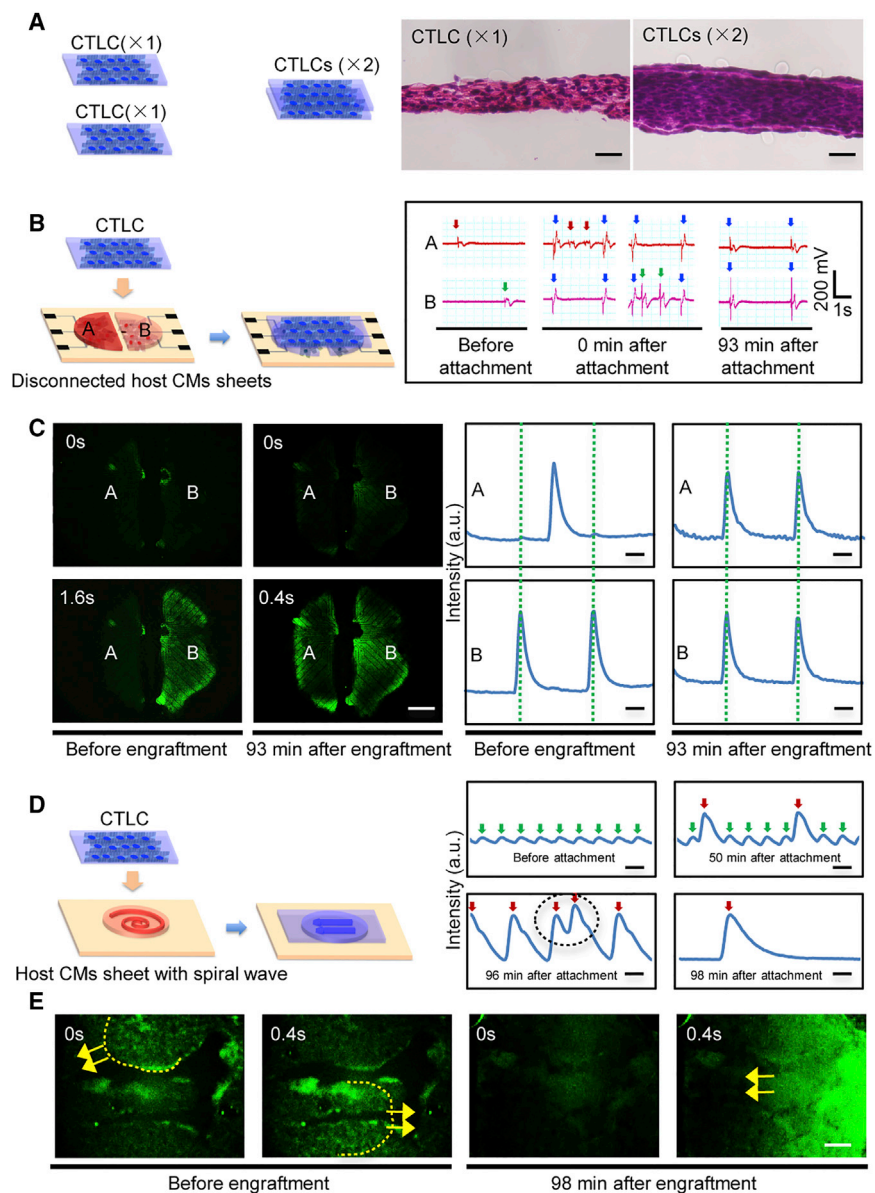 A
CTLC(×1)
CTLC(×1)
CTLCs (×2)
CTLC (×1)
CTLCs (×2)
B
CTLC
A
B
Disconnected host CMs sheets
A
B
200 mV
1s
Before
attachment
0 min after
attachment
93 min after
attachment
C
0s
A
B
0s
A
B
1.6s
A
B
0.4s
A
B
Before engraftment
93 min after engraftment
Intensity (a.u.)
A
A
B
B
Before engraftment
93 min after engraftment
D
CTLC
Host CMs sheet with spiral wave
Intensity (a.u.)
Before attachment
50 min after attachment
96 min after attachment
98 min after attachment
E
0s
0.4s
0s
0.4s
Before engraftment
98 min after engraftment